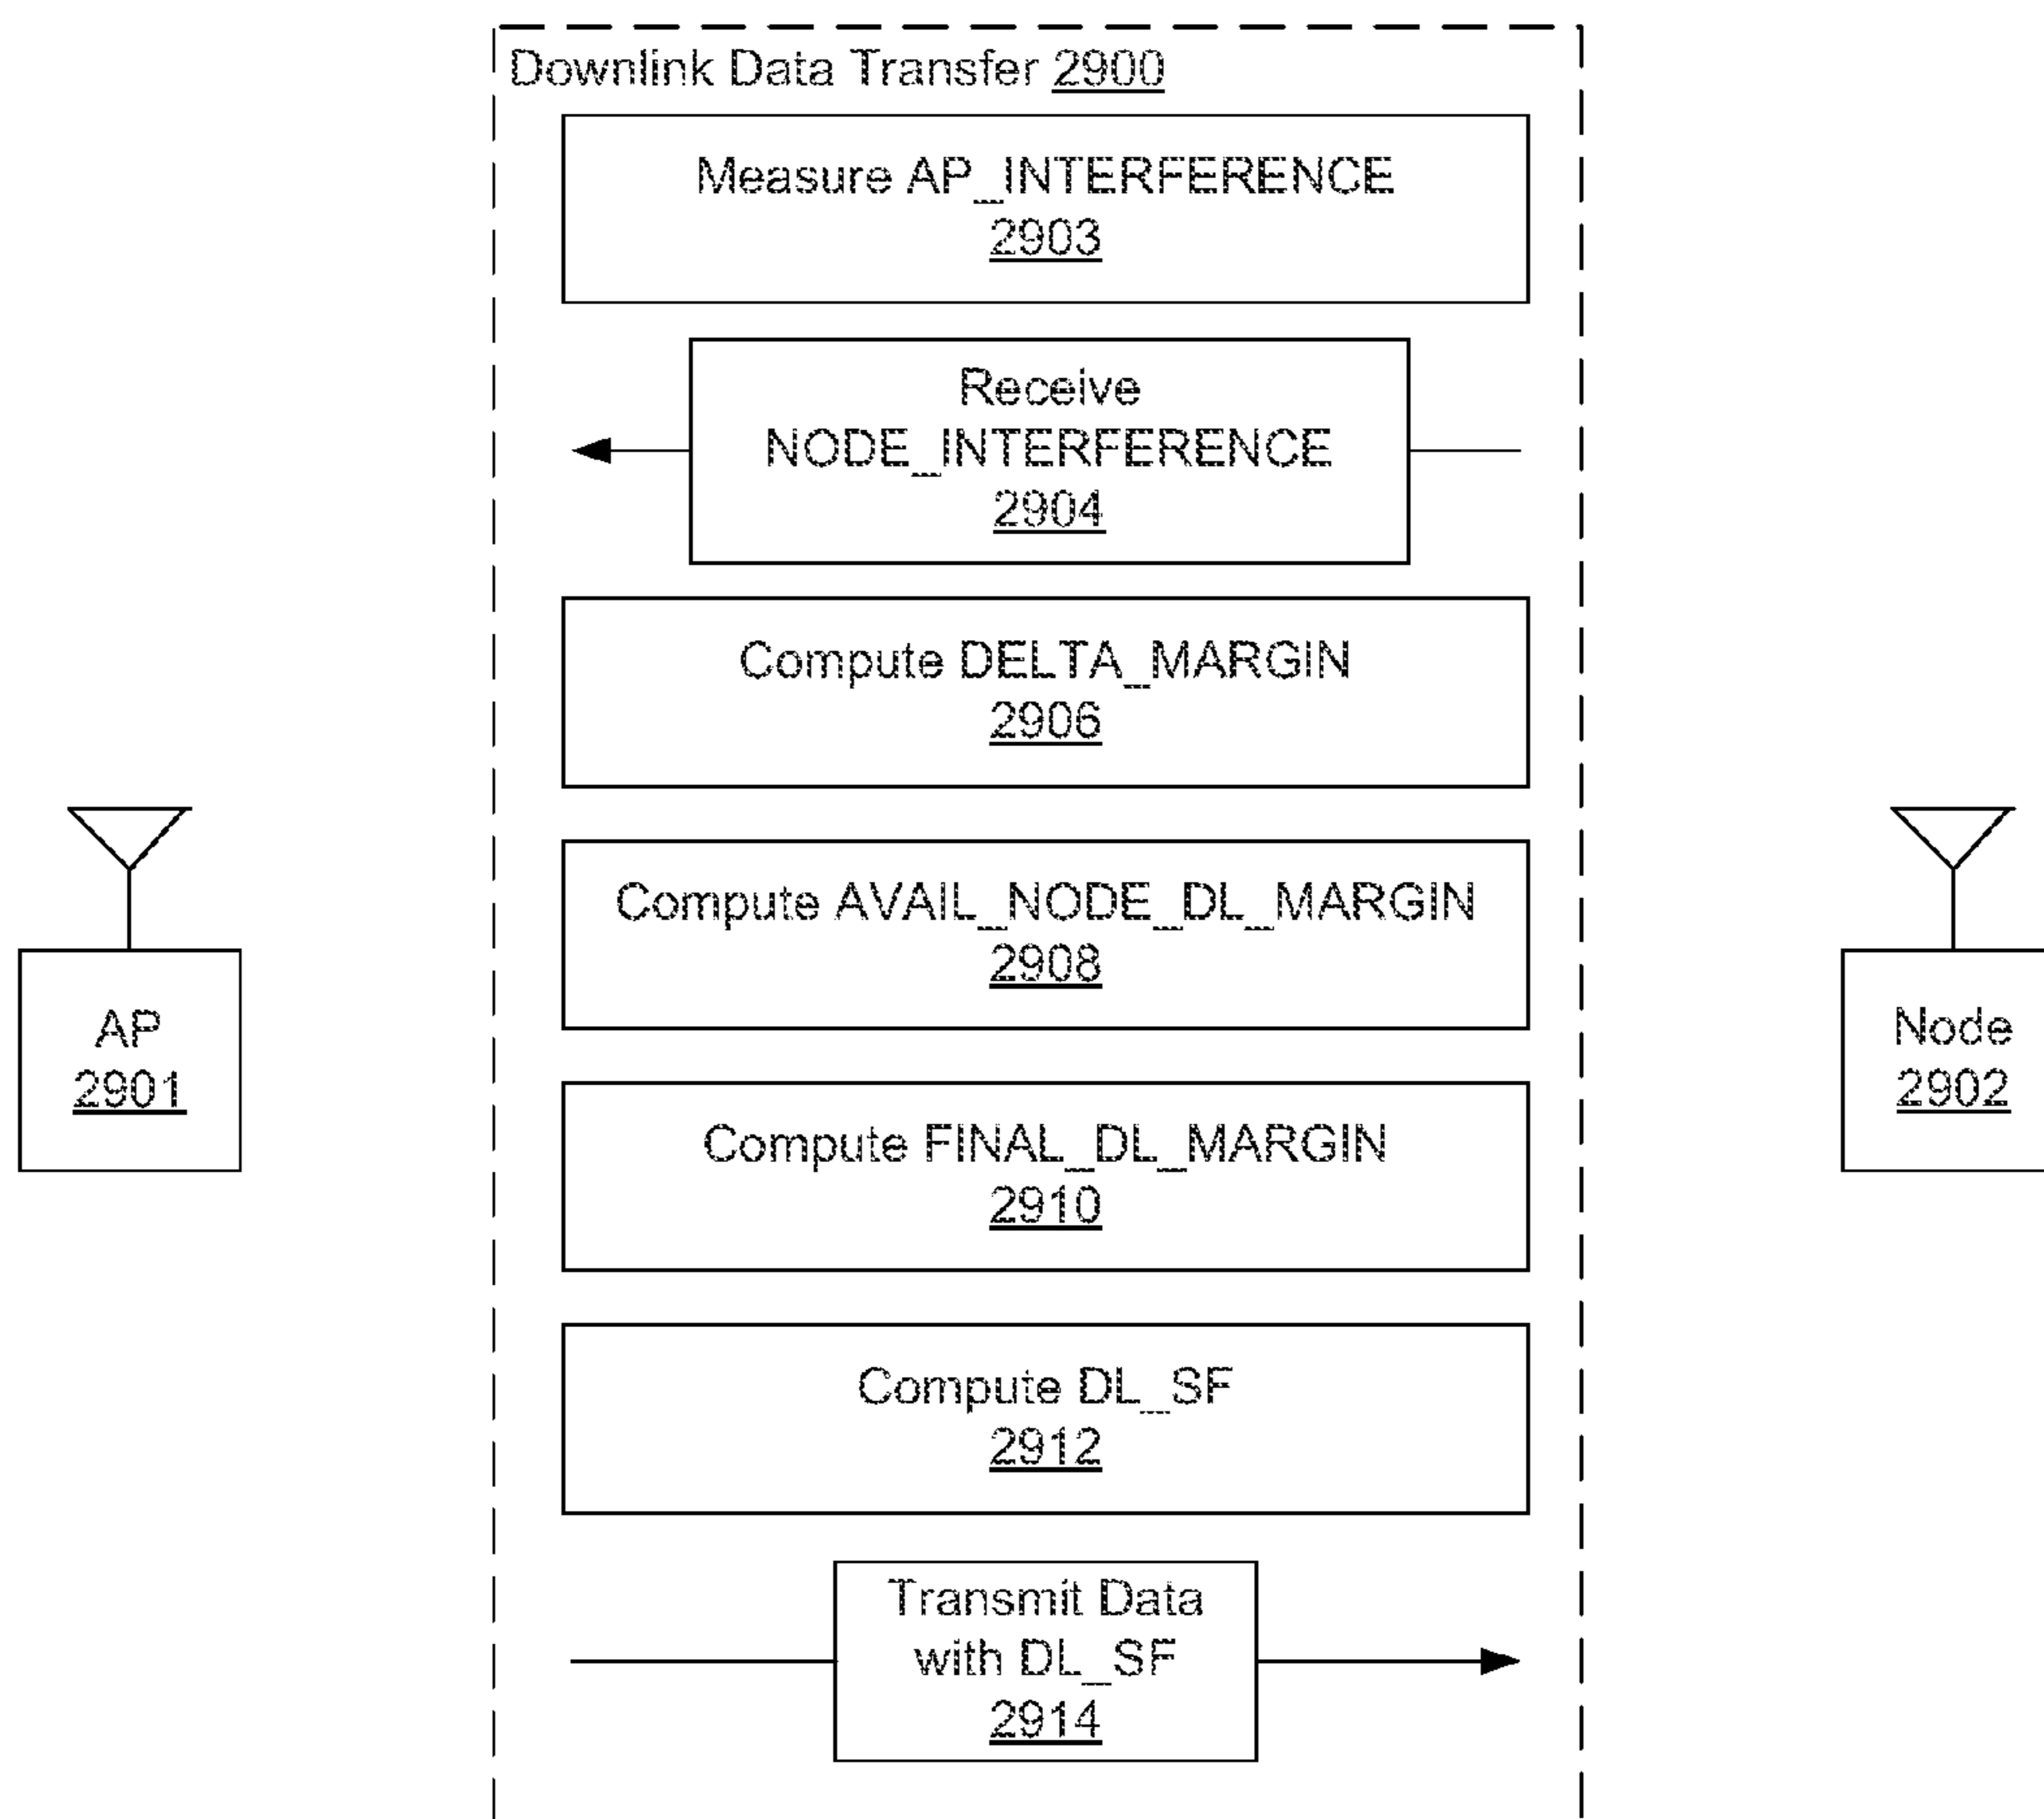 Downlink Data Transfer 2900
Measure AP_INTERFERENCE
2903
Receive
NODE_INTERFERENCE
2904
Compute DELTA_MARGIN
2906
Compute AVAIL_NODE_DL_MARGIN
2908
AP
2901
Node
2902
Compute FINAL_DL_MARGIN
2910
Compute DL_SF
2912
Transmit Data
with DL_SF
2914